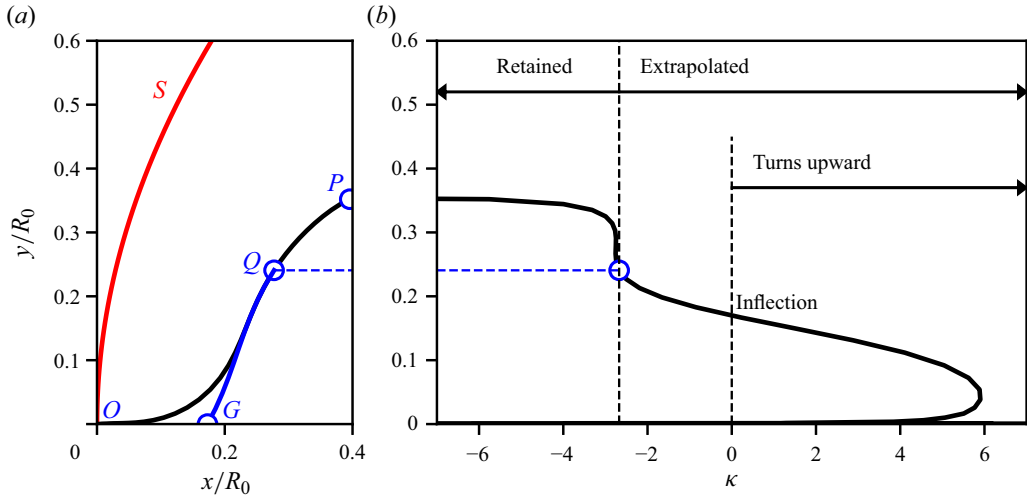 (a)
(b)
0.6
0.5
0.4
0.3
0.2
0.1
0
y/R0
S
P
Q
O
G
0
0.2
0.4
x/R0
0.6
0.5
0.4
0.3
0.2
0.1
0
Retained
Extrapolated
Turns upward
Inflection
−6
−4
−2
0
2
4
6
κ